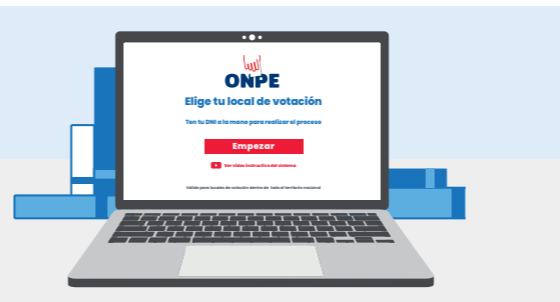 ONPE
Elige tu local de votación
Ten tu DNI a la mano para realizar el proceso
Empezar
Ver video instructivo del sistema
Válido para locales de votación dentro de todo el territorio nacional